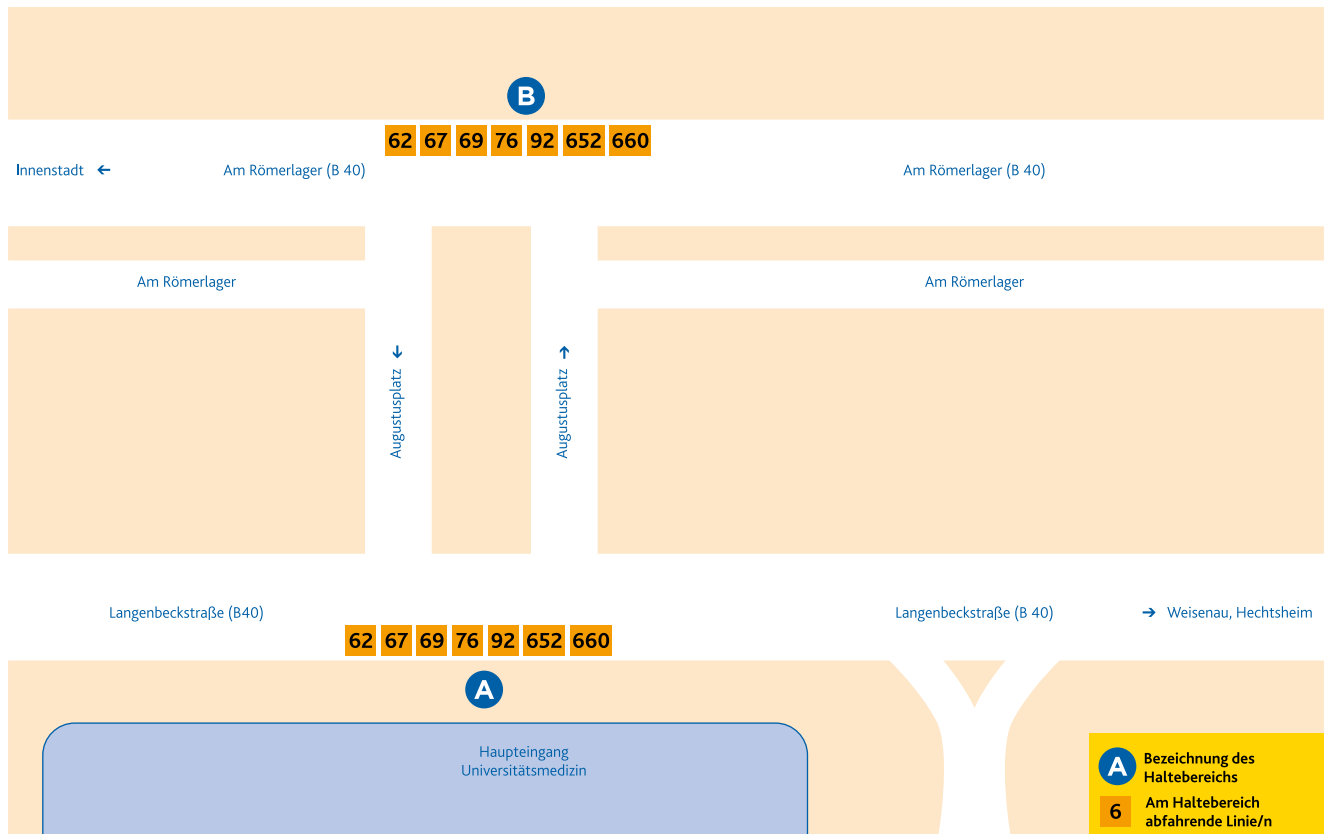 B
62 67 69 76 92 652 660
Innenstadt ← Am Römerlager (B 40) Am Römerlager (B 40)
Am Römerlager Am Römerlager
Augustusplatz ← Augustusplatz →
Langenbeckstraße (B40) Langenbeckstraße (B 40) → Weisenau, Hechtsheim
62 67 69 76 92 652 660
A
Haupteingang
Universitätsmedizin
A Bezeichnung des
Haltebereichs
6 Am Haltebereich
abfahrende Linie/n